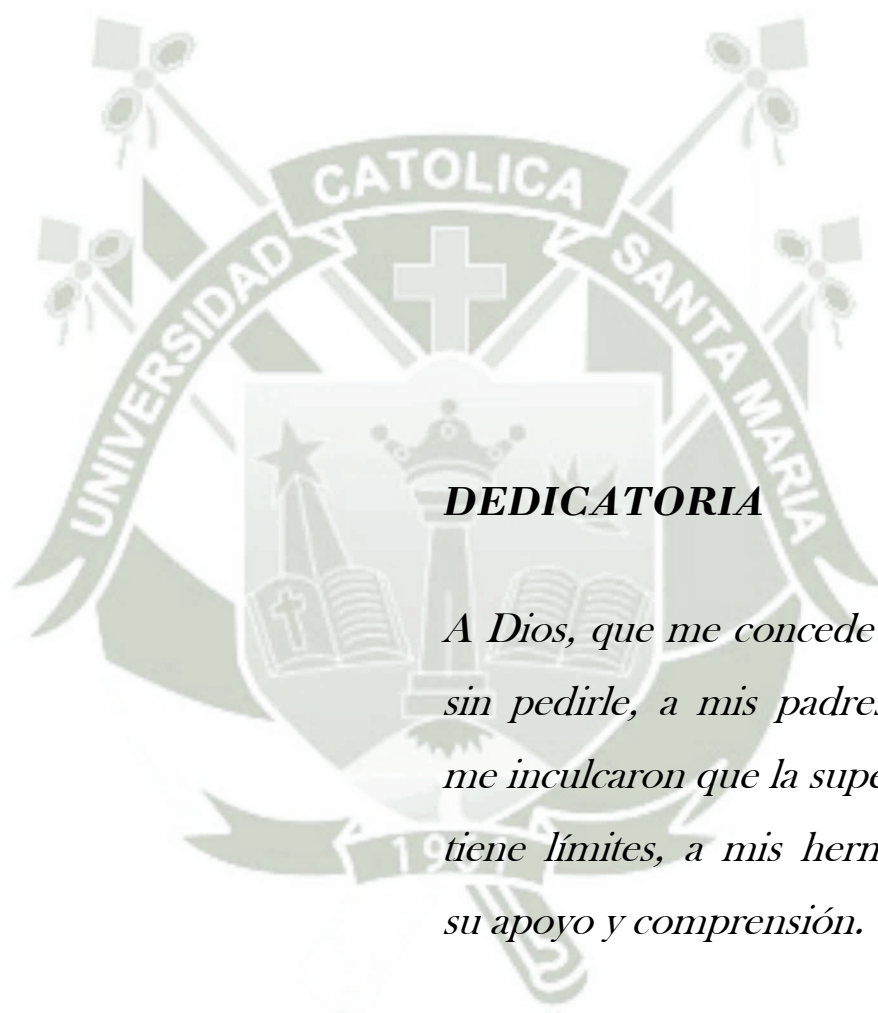 UNIVERSIDAD
CATOLICA
SANTA MARIA
DEDICATORIA
A Dios, que me concede
sin pedirle, a mis padres
me inculcaron que la supe
tiene límites, a mis hern
su apoyo y comprensión.